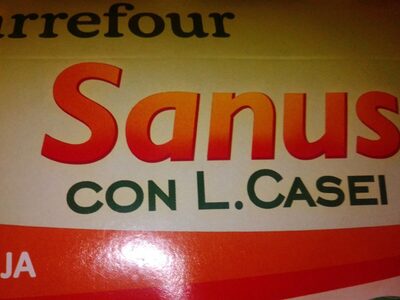 arrefour
Sanus
CON L.CASEI
JA